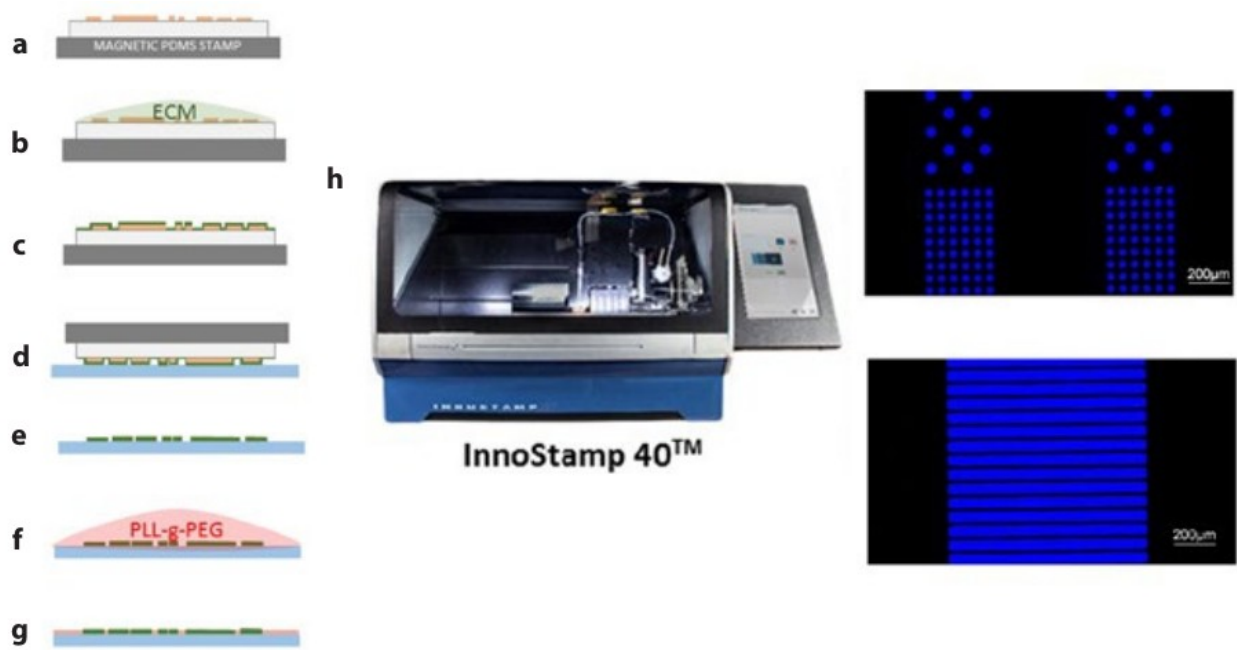 a
MAGNETIC PDMS STAMP
b
ECM
c
d
e
f
PLL-g-PEG
g
h
INNOSTAMP
InnoStamp 40™
200µm
200µm